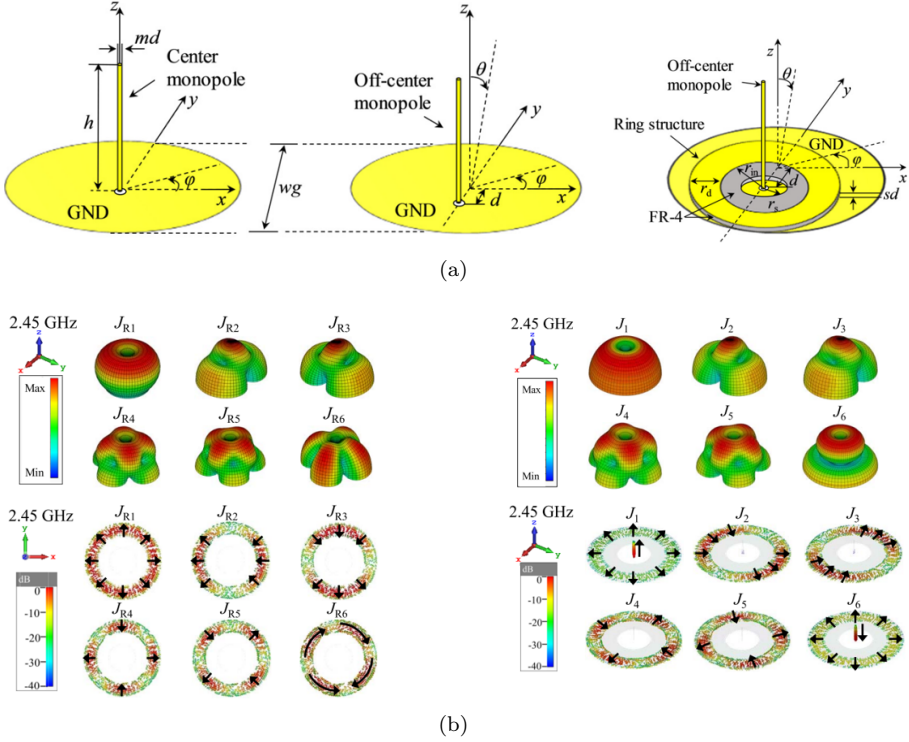 z
md
Center
monopole
h
y
φ
x
GND
wg
z
θ
Off-center
monopole
y
φ
d
x
GND
z
Off-center
monopole
θ
y
Ring structure
GND
φ
x
r_in
d
r_d
r_s
sd
FR-4
(a)
2.45 GHz
J_R1
J_R2
J_R3
z
x
y
Max
Min
J_R4
J_R5
J_R6
2.45 GHz
J_1
J_2
J_3
z
x
y
Max
Min
J_4
J_5
J_6
2.45 GHz
J_R1
J_R2
J_R3
y
x
dB
0
-10
-20
-30
-40
J_R4
J_R5
J_R6
2.45 GHz
J_1
J_2
J_3
z
x
y
dB
0
-10
-20
-30
-40
J_4
J_5
J_6
(b)